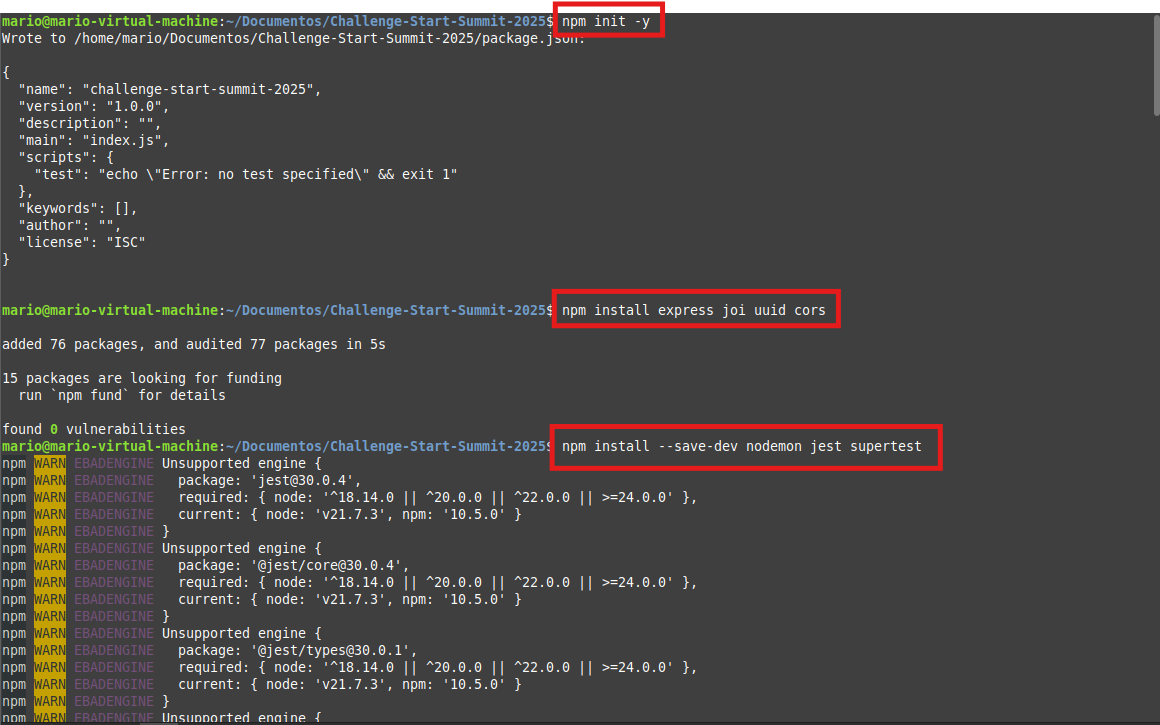 mario@mario-virtual-machine:~/Documentos/Challenge-Start-Summit-2025$ npm init -y
Wrote to /home/mario/Documentos/Challenge-Start-Summit-2025/package.json:
{
  "name": "challenge-start-summit-2025",
  "version": "1.0.0",
  "description": "",
  "main": "index.js",
  "scripts": {
    "test": "echo \"Error: no test specified\" && exit 1"
  },
  "keywords": [],
  "author": "",
  "license": "ISC"
}
mario@mario-virtual-machine:~/Documentos/Challenge-Start-Summit-2025$ npm install express joi uuid cors
added 76 packages, and audited 77 packages in 5s
15 packages are looking for funding
  run `npm fund` for details
found 0 vulnerabilities
mario@mario-virtual-machine:~/Documentos/Challenge-Start-Summit-2025$ npm install --save-dev nodemon jest supertest
npm WARN EBADENGINE Unsupported engine {
npm WARN EBADENGINE   package: 'jest@30.0.4',
npm WARN EBADENGINE   required: { node: '^18.14.0 || ^20.0.0 || ^22.0.0 || >=24.0.0' },
npm WARN EBADENGINE   current: { node: 'v21.7.3', npm: '10.5.0' }
npm WARN EBADENGINE }
npm WARN EBADENGINE Unsupported engine {
npm WARN EBADENGINE   package: '@jest/core@30.0.4',
npm WARN EBADENGINE   required: { node: '^18.14.0 || ^20.0.0 || ^22.0.0 || >=24.0.0' },
npm WARN EBADENGINE   current: { node: 'v21.7.3', npm: '10.5.0' }
npm WARN EBADENGINE }
npm WARN EBADENGINE Unsupported engine {
npm WARN EBADENGINE   package: '@jest/types@30.0.1',
npm WARN EBADENGINE   required: { node: '^18.14.0 || ^20.0.0 || ^22.0.0 || >=24.0.0' },
npm WARN EBADENGINE   current: { node: 'v21.7.3', npm: '10.5.0' }
npm WARN EBADENGINE }
npm WARN EBADENGINE Unsupported engine {